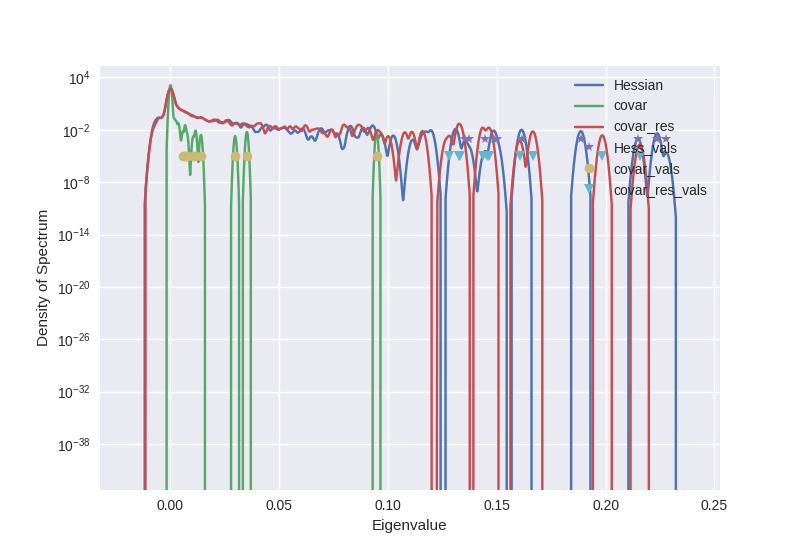 10^4
10^−2
10^−8
10^−14
10^−20
10^−26
10^−32
10^−38
Density of Spectrum
Hessian
covar
covar_res
Hess_vals
covar_vals
covar_res_vals
0.00 0.05 0.10 0.15 0.20 0.25
Eigenvalue